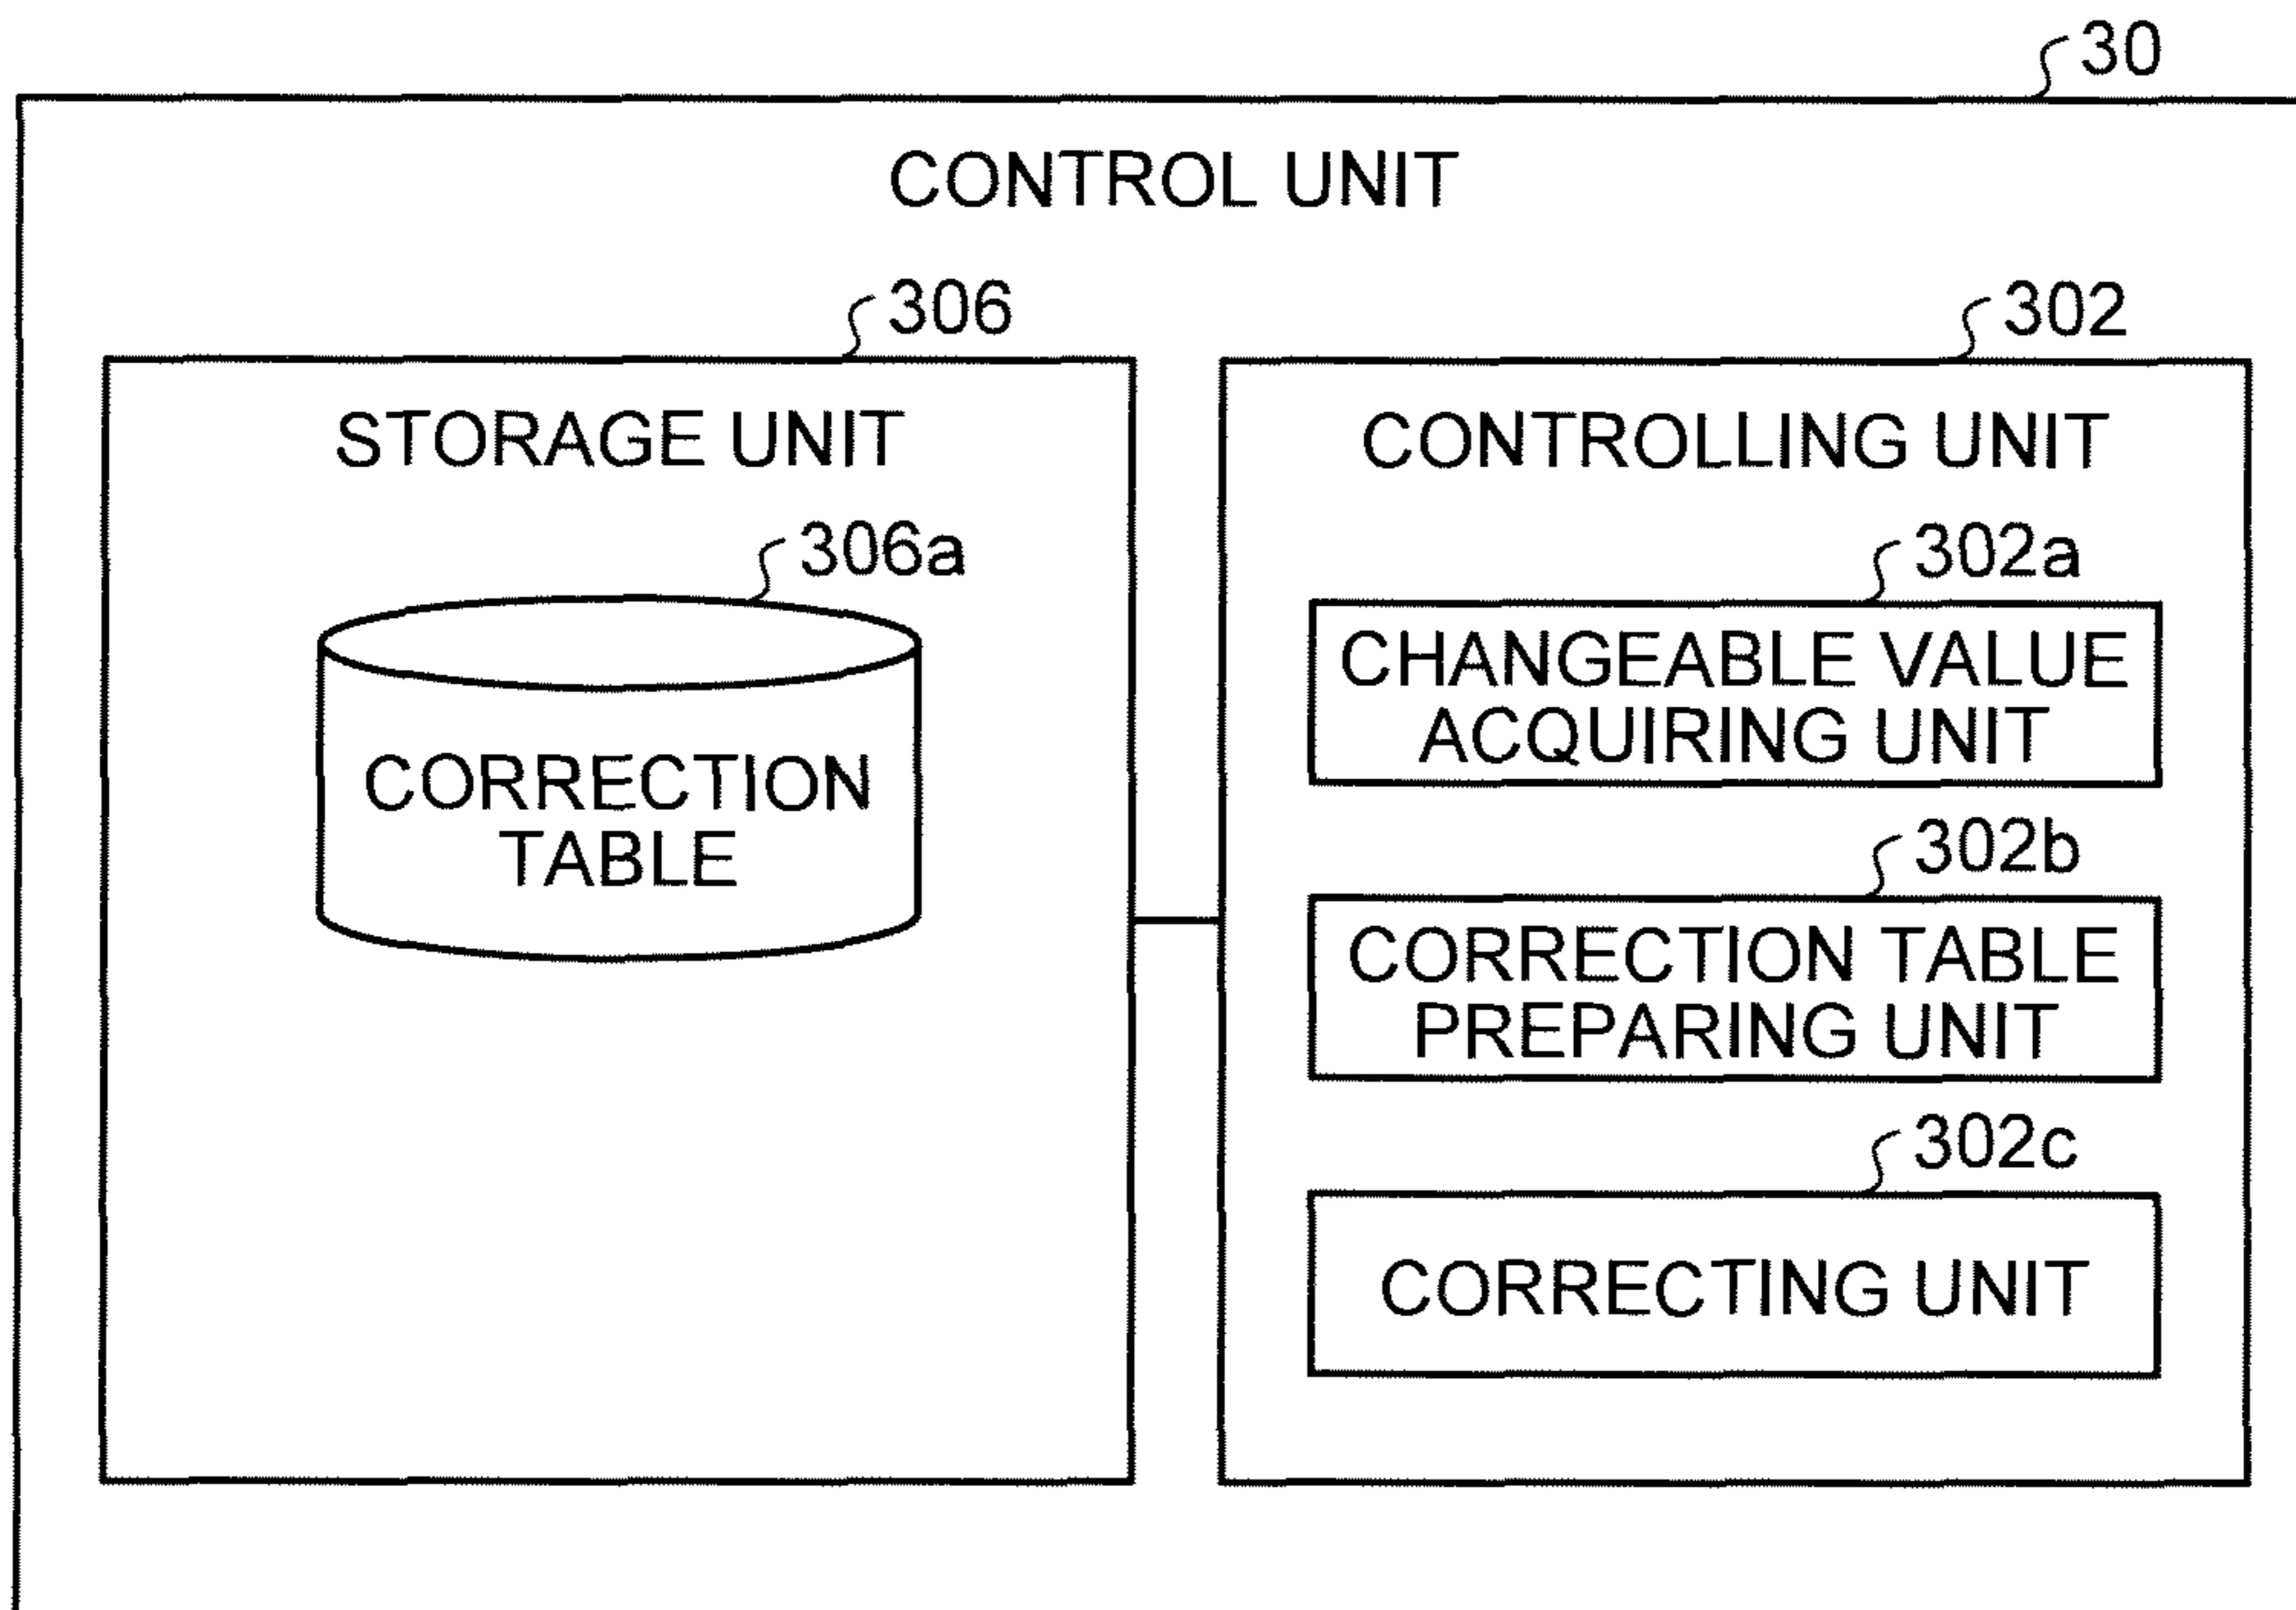 30
CONTROL UNIT
306
STORAGE UNIT
306a
CORRECTION
TABLE
302
CONTROLLING UNIT
302a
CHANGEABLE VALUE
ACQUIRING UNIT
302b
CORRECTION TABLE
PREPARING UNIT
302c
CORRECTING UNIT